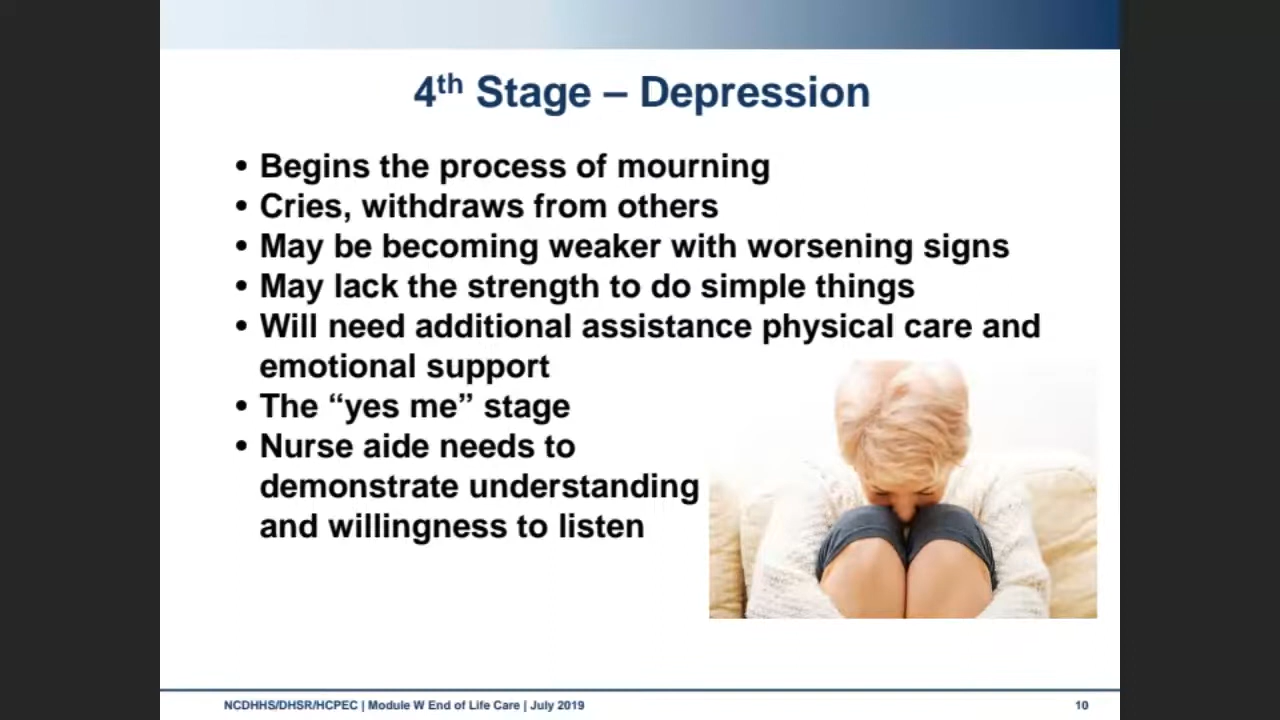 4th Stage – Depression
• Begins the process of mourning
• Cries, withdraws from others
• May be becoming weaker with worsening signs
• May lack the strength to do simple things
• Will need additional assistance physical care and
emotional support
• The “yes me” stage
• Nurse aide needs to
demonstrate understanding
and willingness to listen
NCDHHS/DHSR/HCPEC | Module W End of Life Care | July 2019 10